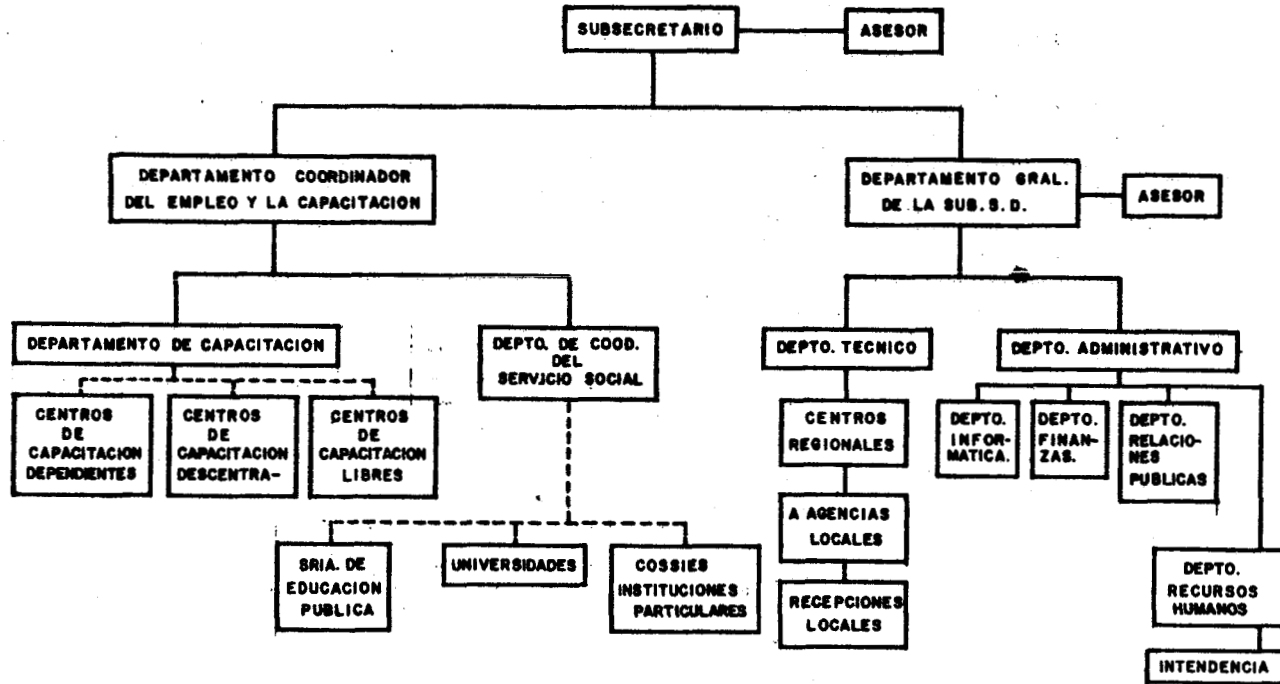 SUBSECRETARIO
ASESOR
DEPARTAMENTO COORDINADOR
DEL EMPLEO Y LA CAPACITACION
DEPARTAMENTO GRAL.
DE LA SUB. S. D.
ASESOR
DEPARTAMENTO DE CAPACITACION
DEPTO. DE COOD.
DEL
SERVICIO SOCIAL
DEPTO. TECNICO
DEPTO. ADMINISTRATIVO
CENTROS
DE
CAPACITACION
DEPENDIENTES
CENTROS
DE
CAPACITACION
DESCENTRA-
CENTROS
DE
CAPACITACION
LIBRES
CENTROS
REGIONALES
DEPTO.
INFOR-
MATICA.
DEPTO.
FINAN-
ZAS.
DEPTO.
RELACIO-
NES
PUBLICAS
A AGENCIAS
LOCALES
SRIA. DE
EDUCACION
PUBLICA
UNIVERSIDADES
COSSIES
INSTITUCIONES
PARTICULARES
RECEPCIONES
LOCALES
DEPTO.
RECURSOS
HUMANOS
INTENDENCIA